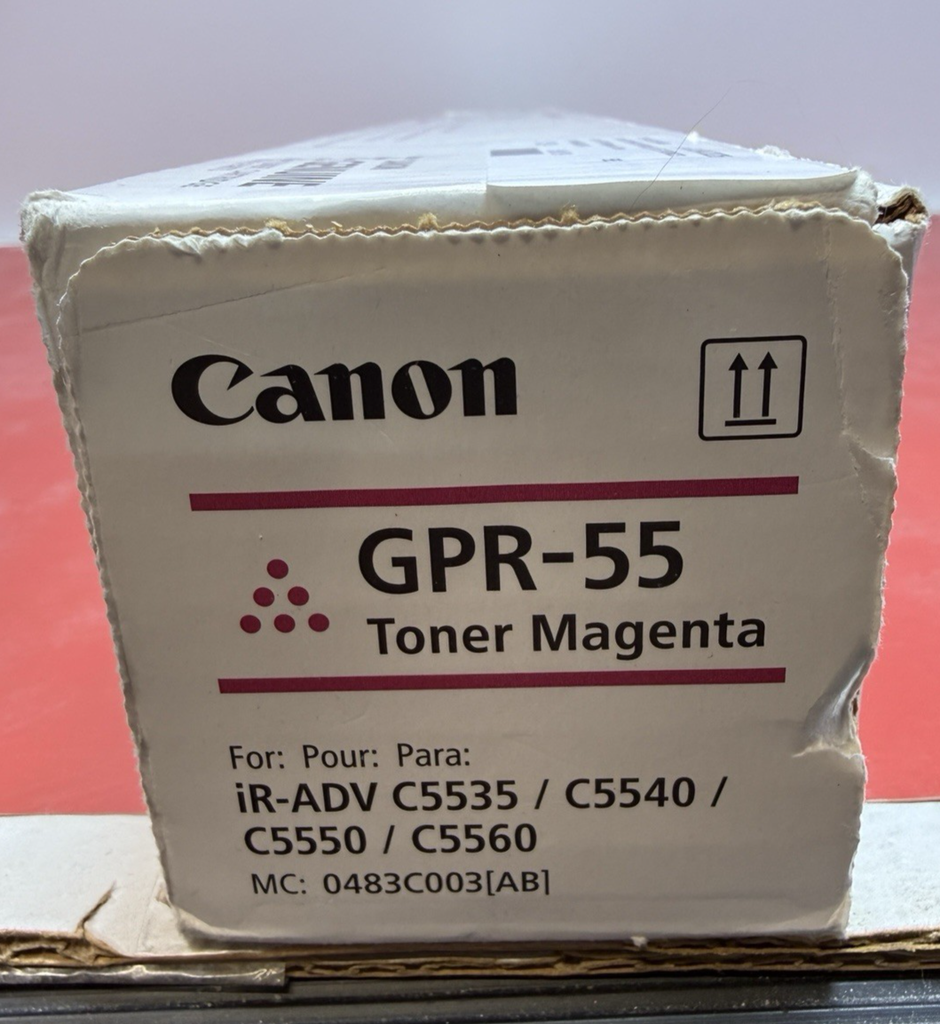 Canon
GPR-55
Toner Magenta
For: Pour: Para:
iR-ADV C5535 / C5540 /
C5550 / C5560
MC: 0483C003[AB]